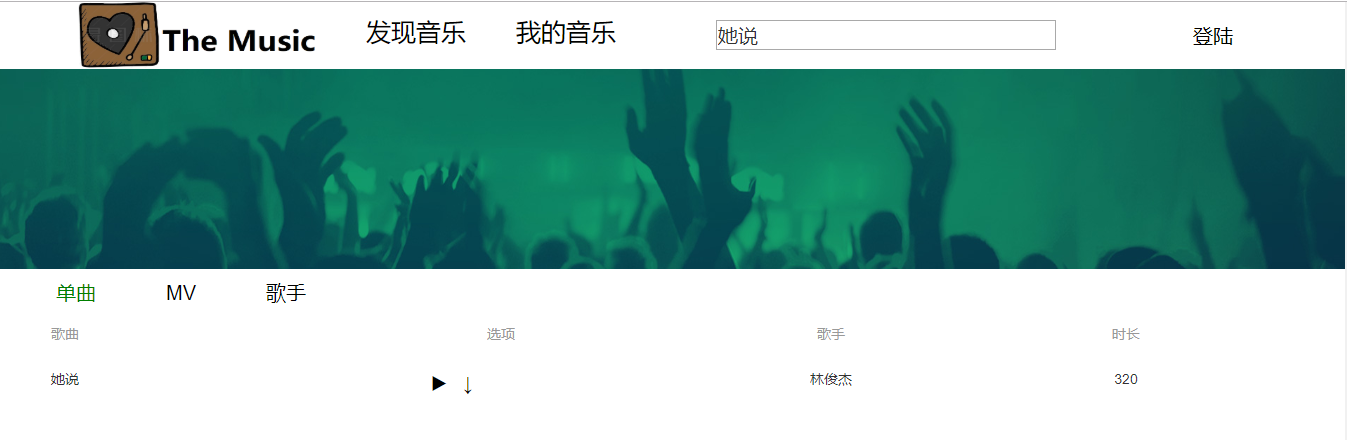 The Music 发现音乐 我的音乐 她说 登陆
单曲 MV 歌手
歌曲 选项 歌手 时长
她说 ▶ ↓ 林俊杰 320